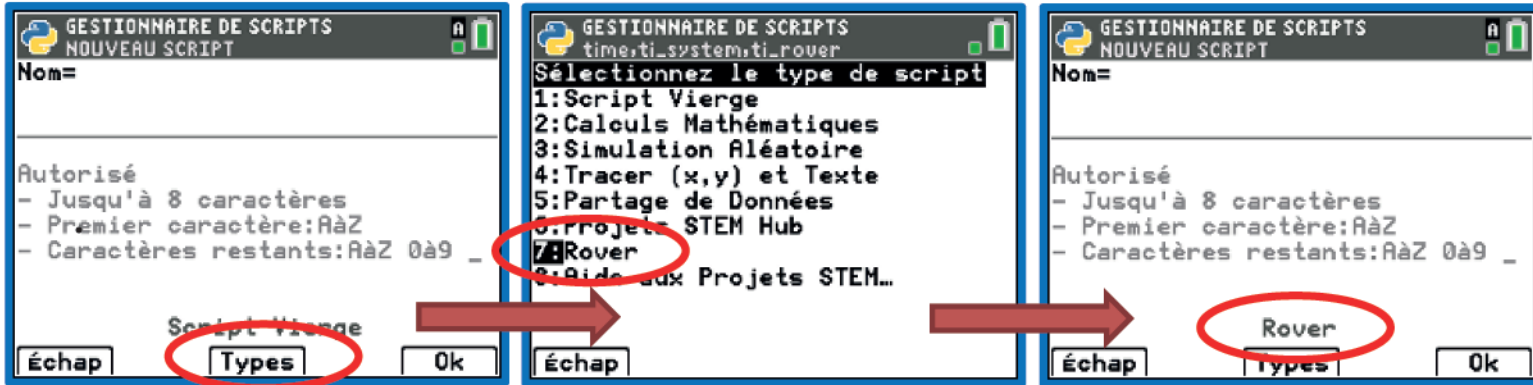 GESTIONNAIRE DE SCRIPTS
NOUVEAU SCRIPT
A
Nom=
Autorisé
- Jusqu'à 8 caractères
- Premier caractère:AàZ
- Caractères restants:AàZ 0à9 _
Script Vierge
Échap
Types
Ok
GESTIONNAIRE DE SCRIPTS
time,ti_system,ti_rover
Sélectionnez le type de script
1:Script Vierge
2:Calculs Mathématiques
3:Simulation Aléatoire
4:Tracer (x,y) et Texte
5:Partage de Données
6:Projets STEM Hub
7:Rover
8:Aide aux Projets STEM…
Échap
GESTIONNAIRE DE SCRIPTS
NOUVEAU SCRIPT
A
Nom=
Autorisé
- Jusqu'à 8 caractères
- Premier caractère:AàZ
- Caractères restants:AàZ 0à9 _
Rover
Échap
Types
Ok